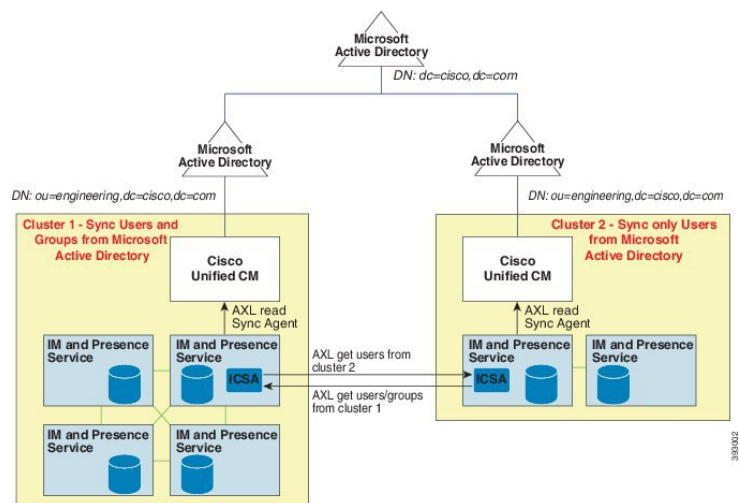 Microsoft
Active Directory
DN: dc=cisco,dc=com
Microsoft
Active Directory
Microsoft
Active Directory
DN: ou=engineering,dc=cisco,dc=com
DN: ou=engineering,dc=cisco,dc=com
Cluster 1 - Sync Users and
Groups from Microsoft
Active Directory
Cisco
Unified CM
AXL read
Sync Agent
IM and Presence
Service
IM and Presence
Service
ICSA
IM and Presence
Service
IM and Presence
Service
AXL get users from
cluster 2
AXL get users/groups
from cluster 1
Cluster 2 - Sync only Users
from Microsoft
Active Directory
Cisco
Unified CM
AXL read
Sync Agent
IM and Presence
Service
ICSA
IM and Presence
Service
393002